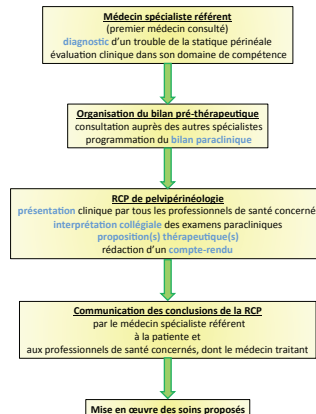 Médecin spécialiste référent
(premier médecin consulté)
diagnostic d'un trouble de la statique périnéale
évaluation clinique dans son domaine de compétence
Organisation du bilan pré-thérapeutique
consultation auprès des autres spécialistes
programmation du bilan paraclinique
RCP de pelvipérinéologie
présentation clinique par tous les professionnels de santé concerné
interprétation collégiale des examens paracliniques
proposition(s) thérapeutique(s)
rédaction d'un compte-rendu
Communication des conclusions de la RCP
par le médecin spécialiste référent
à la patiente et
aux professionnels de santé concernés, dont le médecin traitant
Mise en œuvre des soins proposés